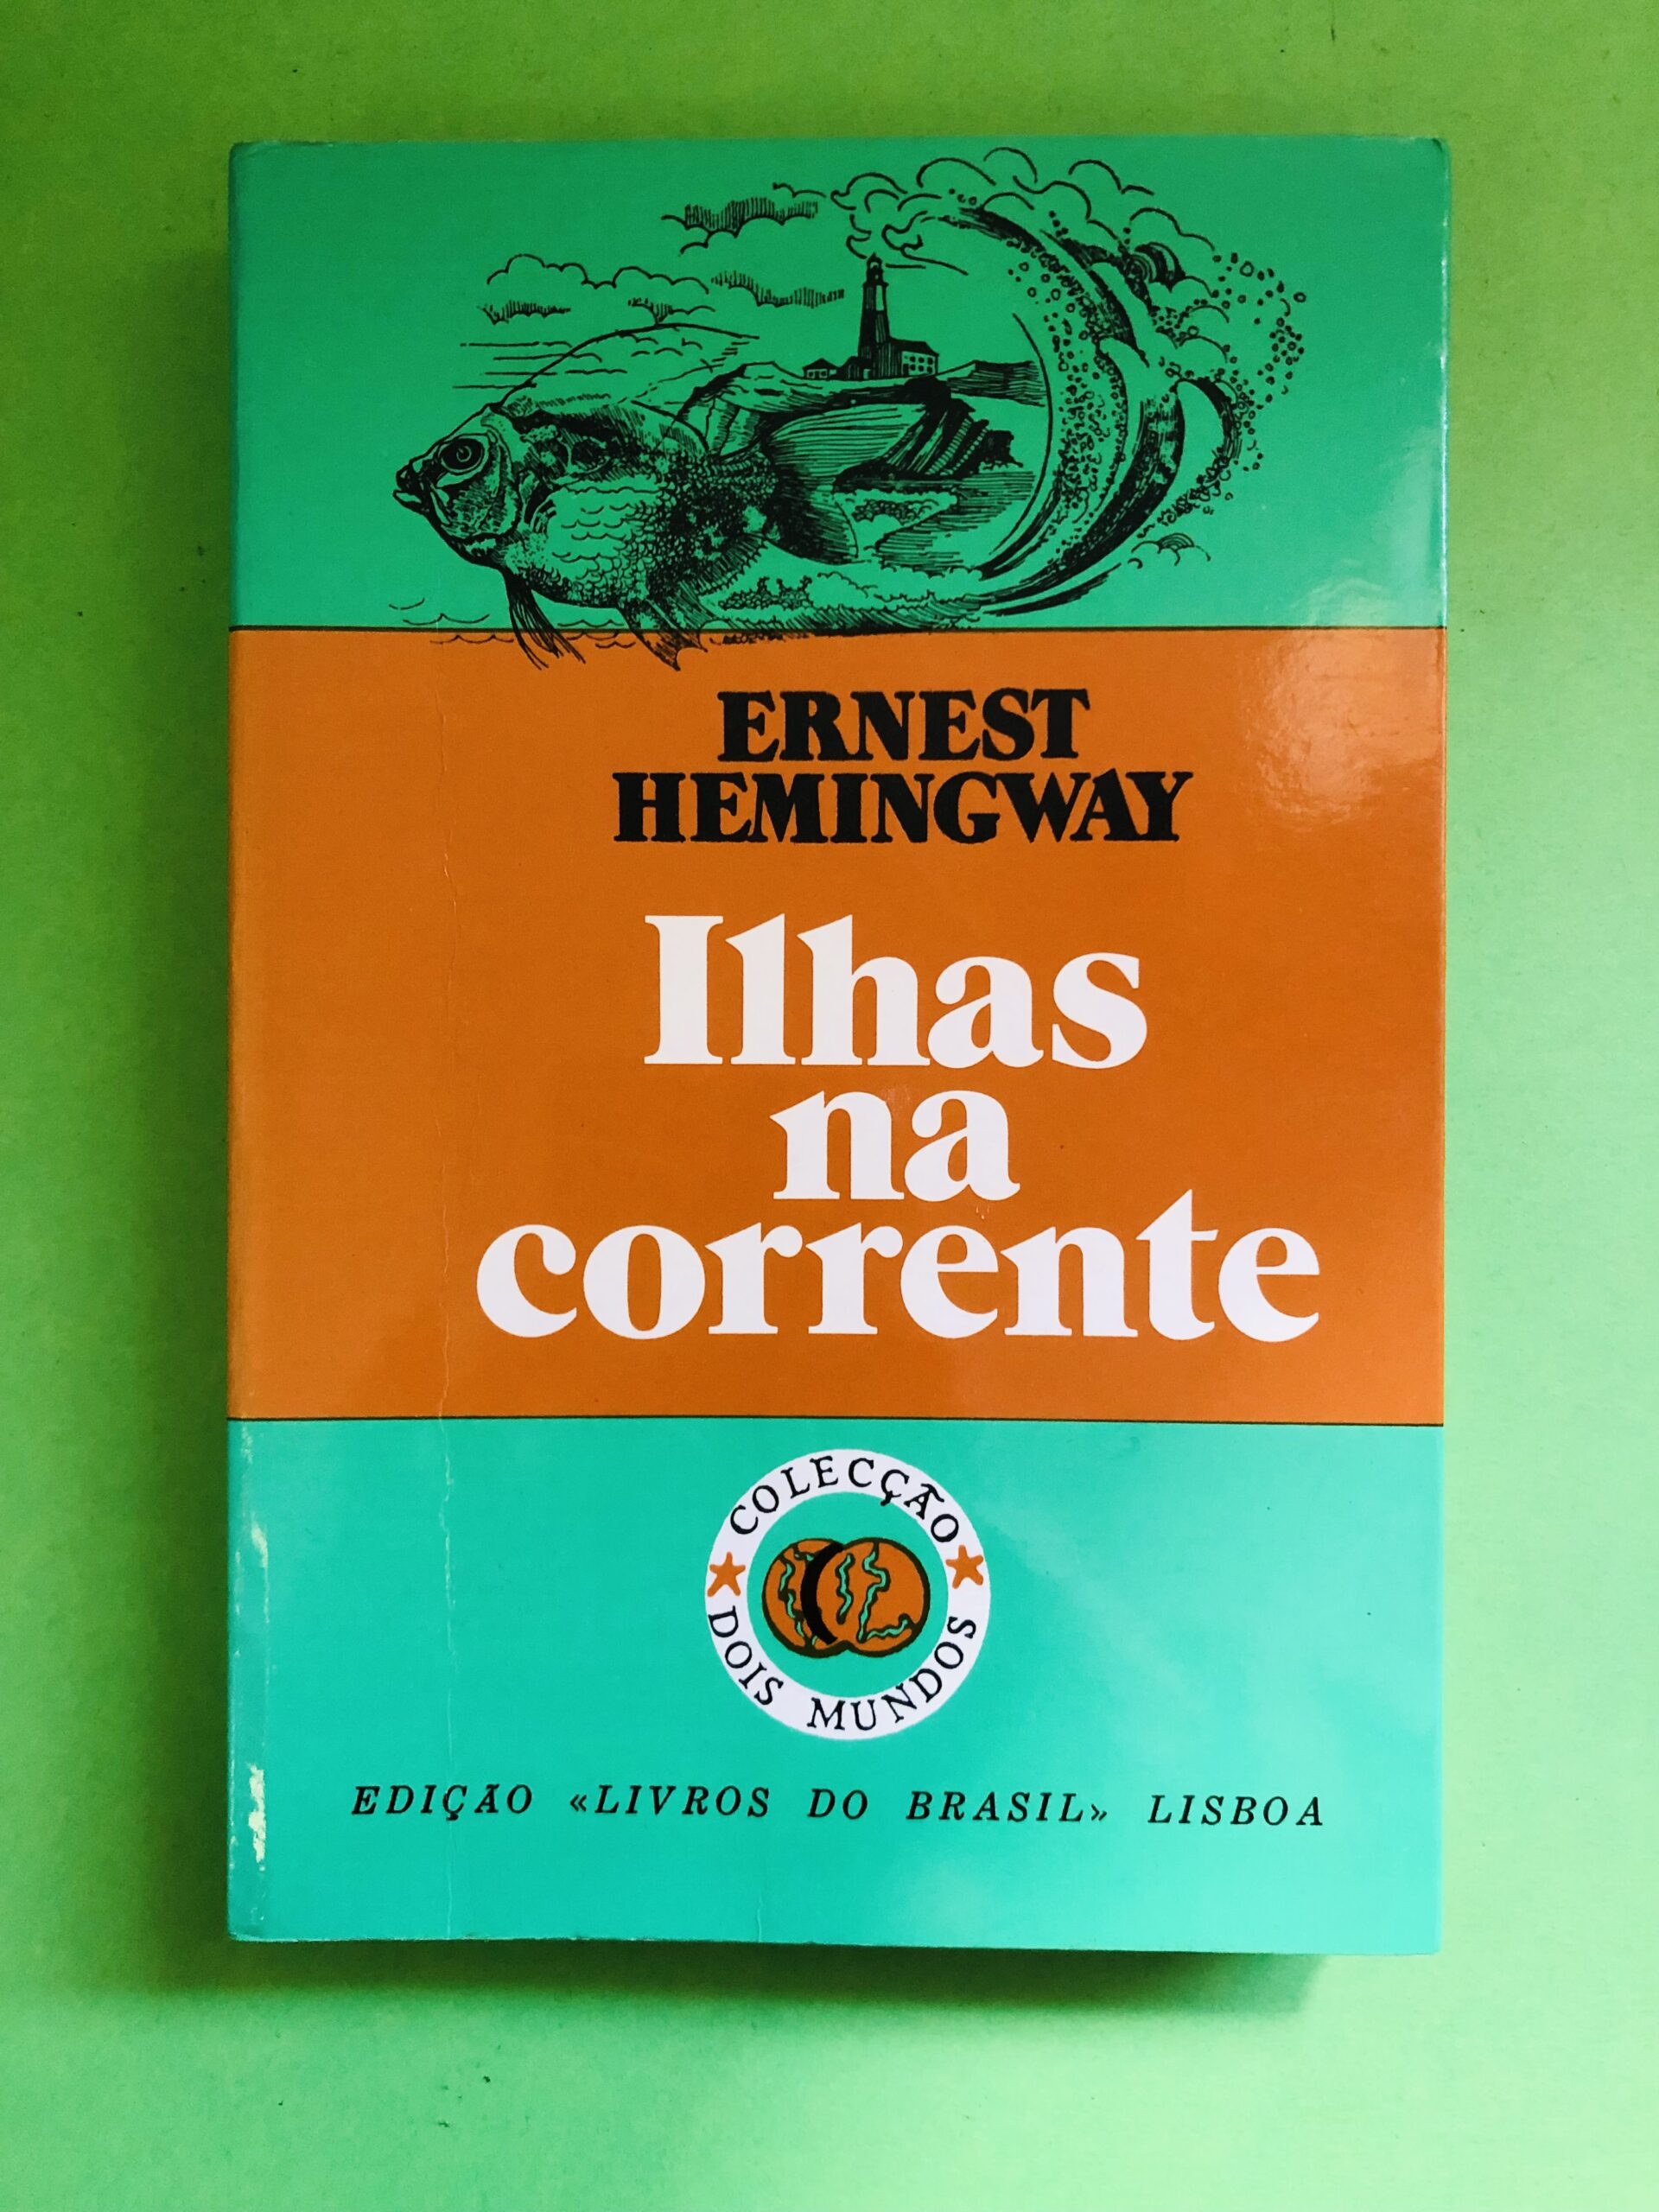 ERNEST
HEMINGWAY
Ilhas
na
corrente
COLECÇÃO
DOIS MUNDOS
EDIÇÃO «LIVROS DO BRASIL» LISBOA